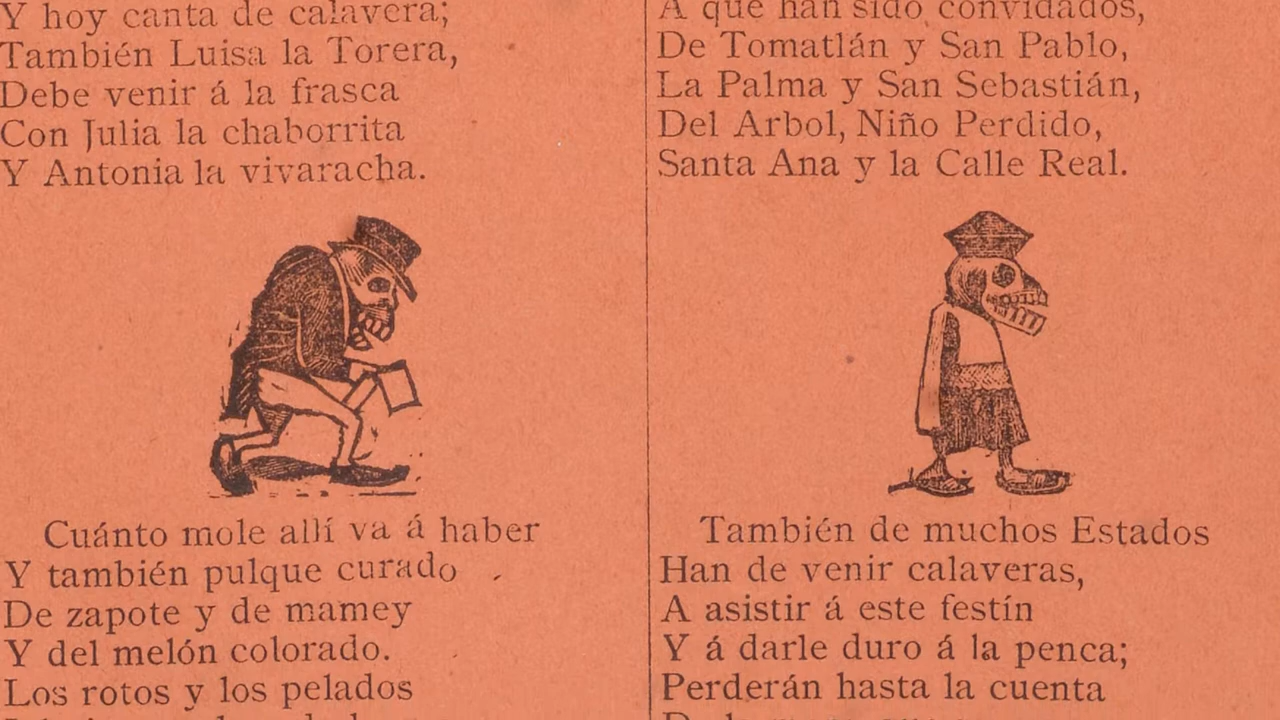 Y hoy canta de calavera;
También Luisa la Torera,
Debe venir á la frasca
Con Julia la chaborrita
Y Antonia la vivaracha.
Cuánto mole allí va á haber
Y también pulque curado
De zapote y de mamey
Y del melón colorado.
Los rotos y los pelados
A que han sido convidados,
De Tomatlán y San Pablo,
La Palma y San Sebastián,
Del Arbol, Niño Perdido,
Santa Ana y la Calle Real.
También de muchos Estados
Han de venir calaveras,
A asistir á este festín
Y á darle duro á la penca;
Perderán hasta la cuenta